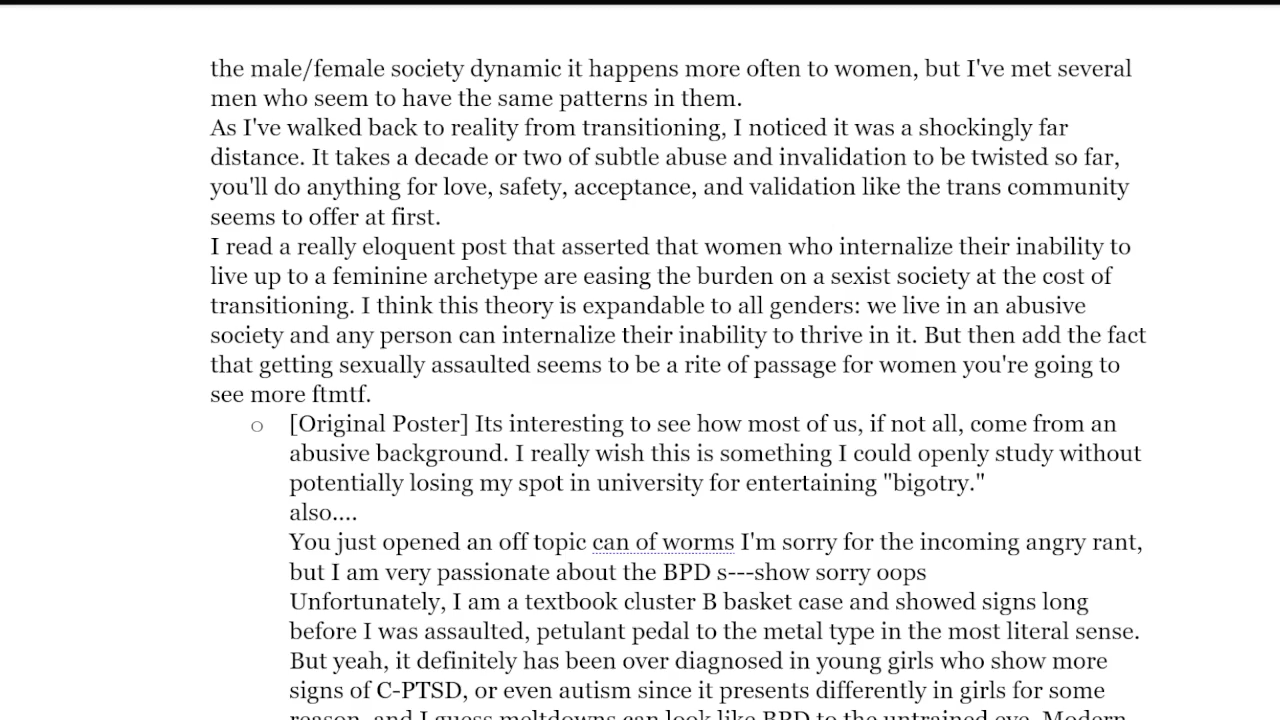 the male/female society dynamic it happens more often to women, but I've met several
men who seem to have the same patterns in them.
As I've walked back to reality from transitioning, I noticed it was a shockingly far
distance. It takes a decade or two of subtle abuse and invalidation to be twisted so far,
you'll do anything for love, safety, acceptance, and validation like the trans community
seems to offer at first.
I read a really eloquent post that asserted that women who internalize their inability to
live up to a feminine archetype are easing the burden on a sexist society at the cost of
transitioning. I think this theory is expandable to all genders: we live in an abusive
society and any person can internalize their inability to thrive in it. But then add the fact
that getting sexually assaulted seems to be a rite of passage for women you're going to
see more ftmtf.
○ [Original Poster] Its interesting to see how most of us, if not all, come from an
abusive background. I really wish this is something I could openly study without
potentially losing my spot in university for entertaining "bigotry."
also....
You just opened an off topic can of worms I'm sorry for the incoming angry rant,
but I am very passionate about the BPD s---show sorry oops
Unfortunately, I am a textbook cluster B basket case and showed signs long
before I was assaulted, petulant pedal to the metal type in the most literal sense.
But yeah, it definitely has been over diagnosed in young girls who show more
signs of C-PTSD, or even autism since it presents differently in girls for some
reason, and I guess meltdowns can look like BPD to the untrained eye. Modern